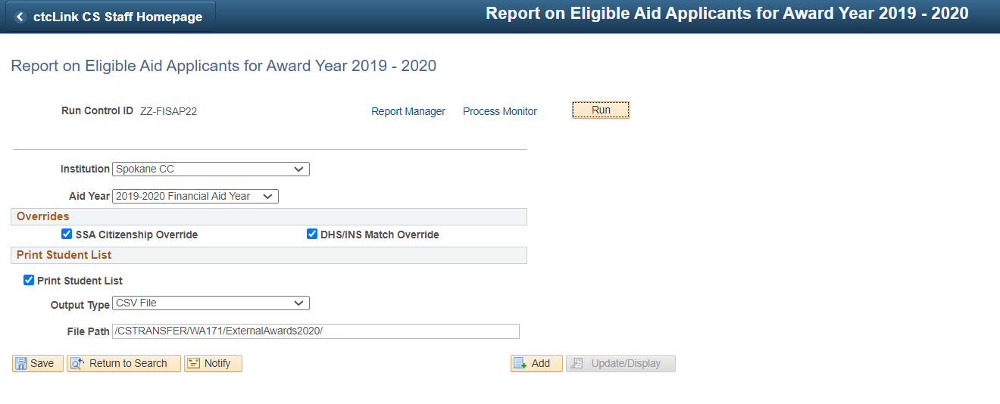 ctcLink CS Staff Homepage
Report on Eligible Aid Applicants for Award Year 2019 - 2020
Report on Eligible Aid Applicants for Award Year 2019 - 2020
Run Control ID ZZ-FISAP22 Report Manager Process Monitor Run
Institution Spokane CC
Aid Year 2019-2020 Financial Aid Year
Overrides
SSA Citizenship Override DHS/INS Match Override
Print Student List
Print Student List
Output Type CSV File
File Path /CSTRANSFER/WA171/ExternalAwards2020/
Save Return to Search Notify Add Update/Display